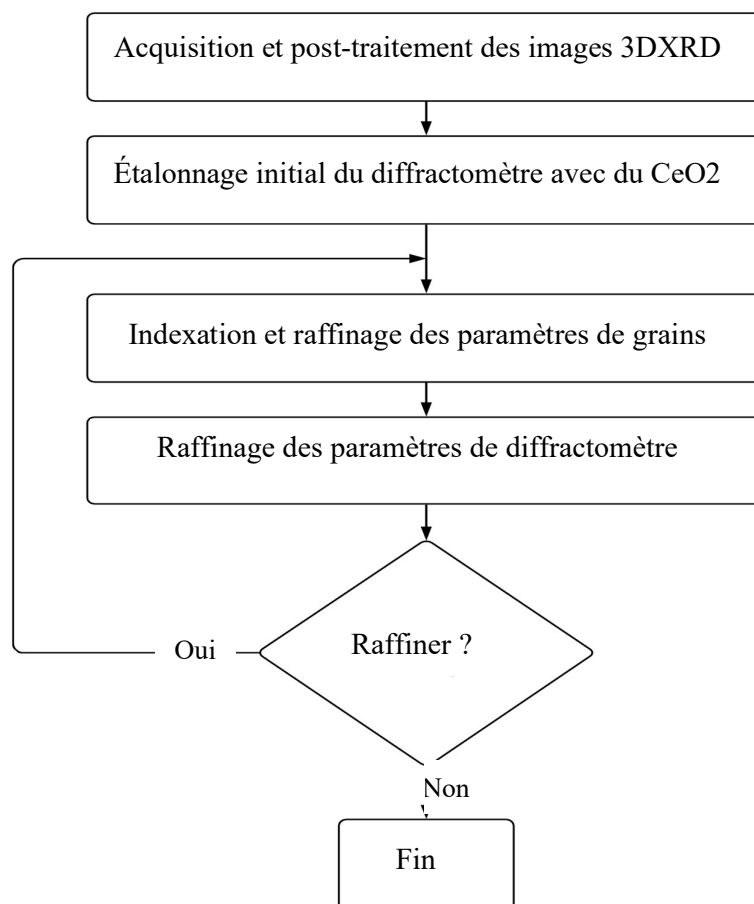 Acquisition et post-traitement des images 3DXRD
Étalonnage initial du diffractomètre avec du CeO2
Indexation et raffinage des paramètres de grains
Raffinage des paramètres de diffractomètre
Raffiner ?
Oui
Non
Fin